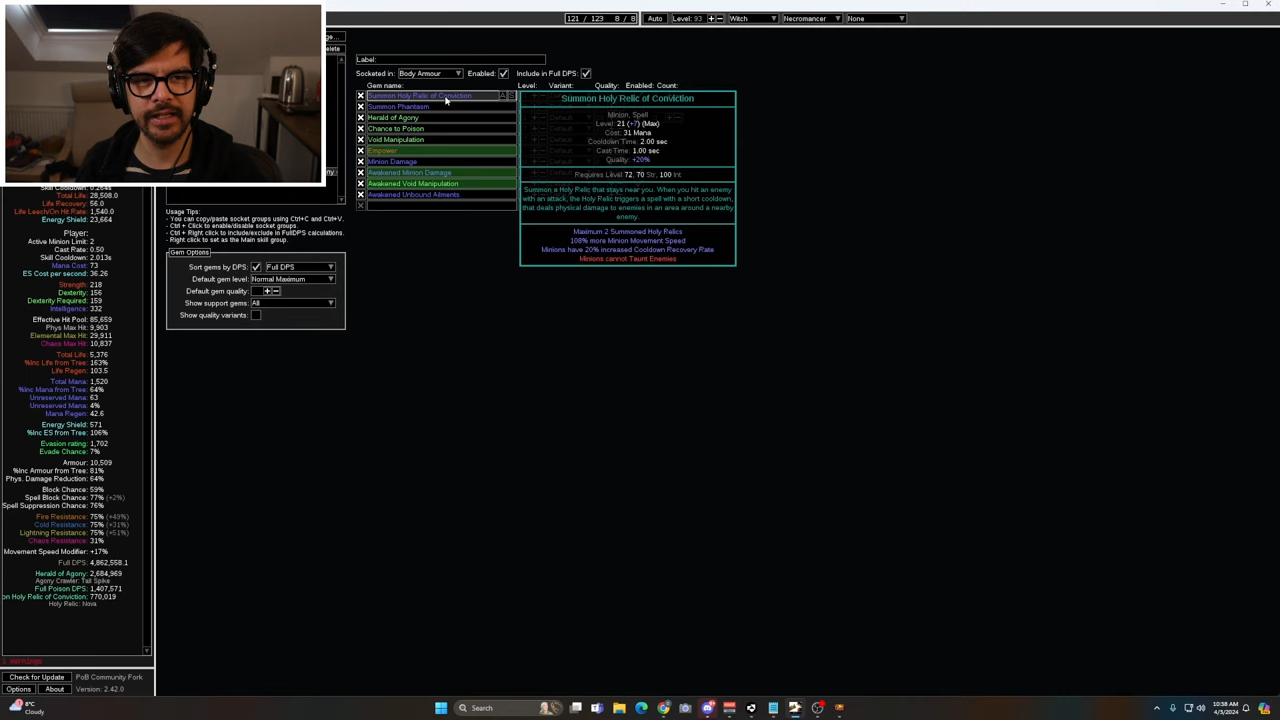 121 / 123 8 / 8
Auto
Level: 93
Witch
Necromancer
None
Label:
Socketed in: Body Armour Enabled: Include in Full DPS:
Gem name: Level: Variant: Quality: Enabled: Count:
Summon Holy Relic of Conviction
Summon Phantasm
Herald of Agony
Chance to Poison
Void Manipulation
Empower
Minion Damage
Awakened Minion Damage
Awakened Void Manipulation
Awakened Unbound Ailments
Summon Holy Relic of Conviction
Minion, Spell
Level: 21 (+7) (Max)
Cost: 31 Mana
Cooldown Time: 2.00 sec
Cast Time: 1.00 sec
Quality: +20%
Requires Level 72, 70 Str, 100 Int
Summon a Holy Relic that stays near you. When you hit an enemy
with an attack, the Holy Relic triggers a spell with a short cooldown,
that deals physical damage to enemies in an area around a nearby
enemy.
Maximum 2 Summoned Holy Relics
108% more Minion Movement Speed
Minions have 20% increased Cooldown Recovery Rate
Minions cannot Taunt Enemies
Usage Tips:
- You can copy/paste socket groups using Ctrl+C and Ctrl+V.
- Ctrl + Click to enable/disable socket groups.
- Ctrl + Right click to include/exclude in FullDPS calculations.
- Right click to set as the Main skill group.
Gem Options
Sort gems by DPS: Full DPS
Default gem level: Normal Maximum
Default gem quality:
Show support gems: All
Show quality variants:
Skill Cooldown: 0.264s
Total Life: 28,508.0
Life Recovery: 56.0
Life Leech/On Hit Rate: 1,540.0
Energy Shield: 23,664
Player:
Active Minion Limit: 2
Cast Rate: 0.50
Skill Cooldown: 2.013s
Mana Cost: 73
ES Cost per second: 36.26
Strength: 218
Dexterity: 156
Dexterity Required: 159
Intelligence: 332
Effective Hit Pool: 85,659
Phys Max Hit: 9,903
Elemental Max Hit: 29,911
Chaos Max Hit: 10,837
Total Life: 5,376
%Inc Life from Tree: 163%
Life Regen: 103.5
Total Mana: 1,520
%Inc Mana from Tree: 64%
Unreserved Mana: 63
Unreserved Mana: 4%
Mana Regen: 42.6
Energy Shield: 571
%Inc ES from Tree: 106%
Evasion rating: 1,702
Evade Chance: 7%
Armour: 10,509
%Inc Armour from Tree: 81%
Phys. Damage Reduction: 64%
Block Chance: 59%
Spell Block Chance: 77% (+2%)
Spell Suppression Chance: 76%
Fire Resistance: 75% (+49%)
Cold Resistance: 75% (+31%)
Lightning Resistance: 75% (+51%)
Chaos Resistance: 31%
Movement Speed Modifier: +17%
Full DPS: 4,862,558.1
Herald of Agony: 2,684,969
Agony Crawler: Tail Spike
Full Poison DPS: 1,407,571
on Holy Relic of Conviction: 770,019
Holy Relic: Nova
Check for Update PoB Community Fork
Options About Version: 2.42.0
8°C
Cloudy
Search
10:38 AM
4/3/2024